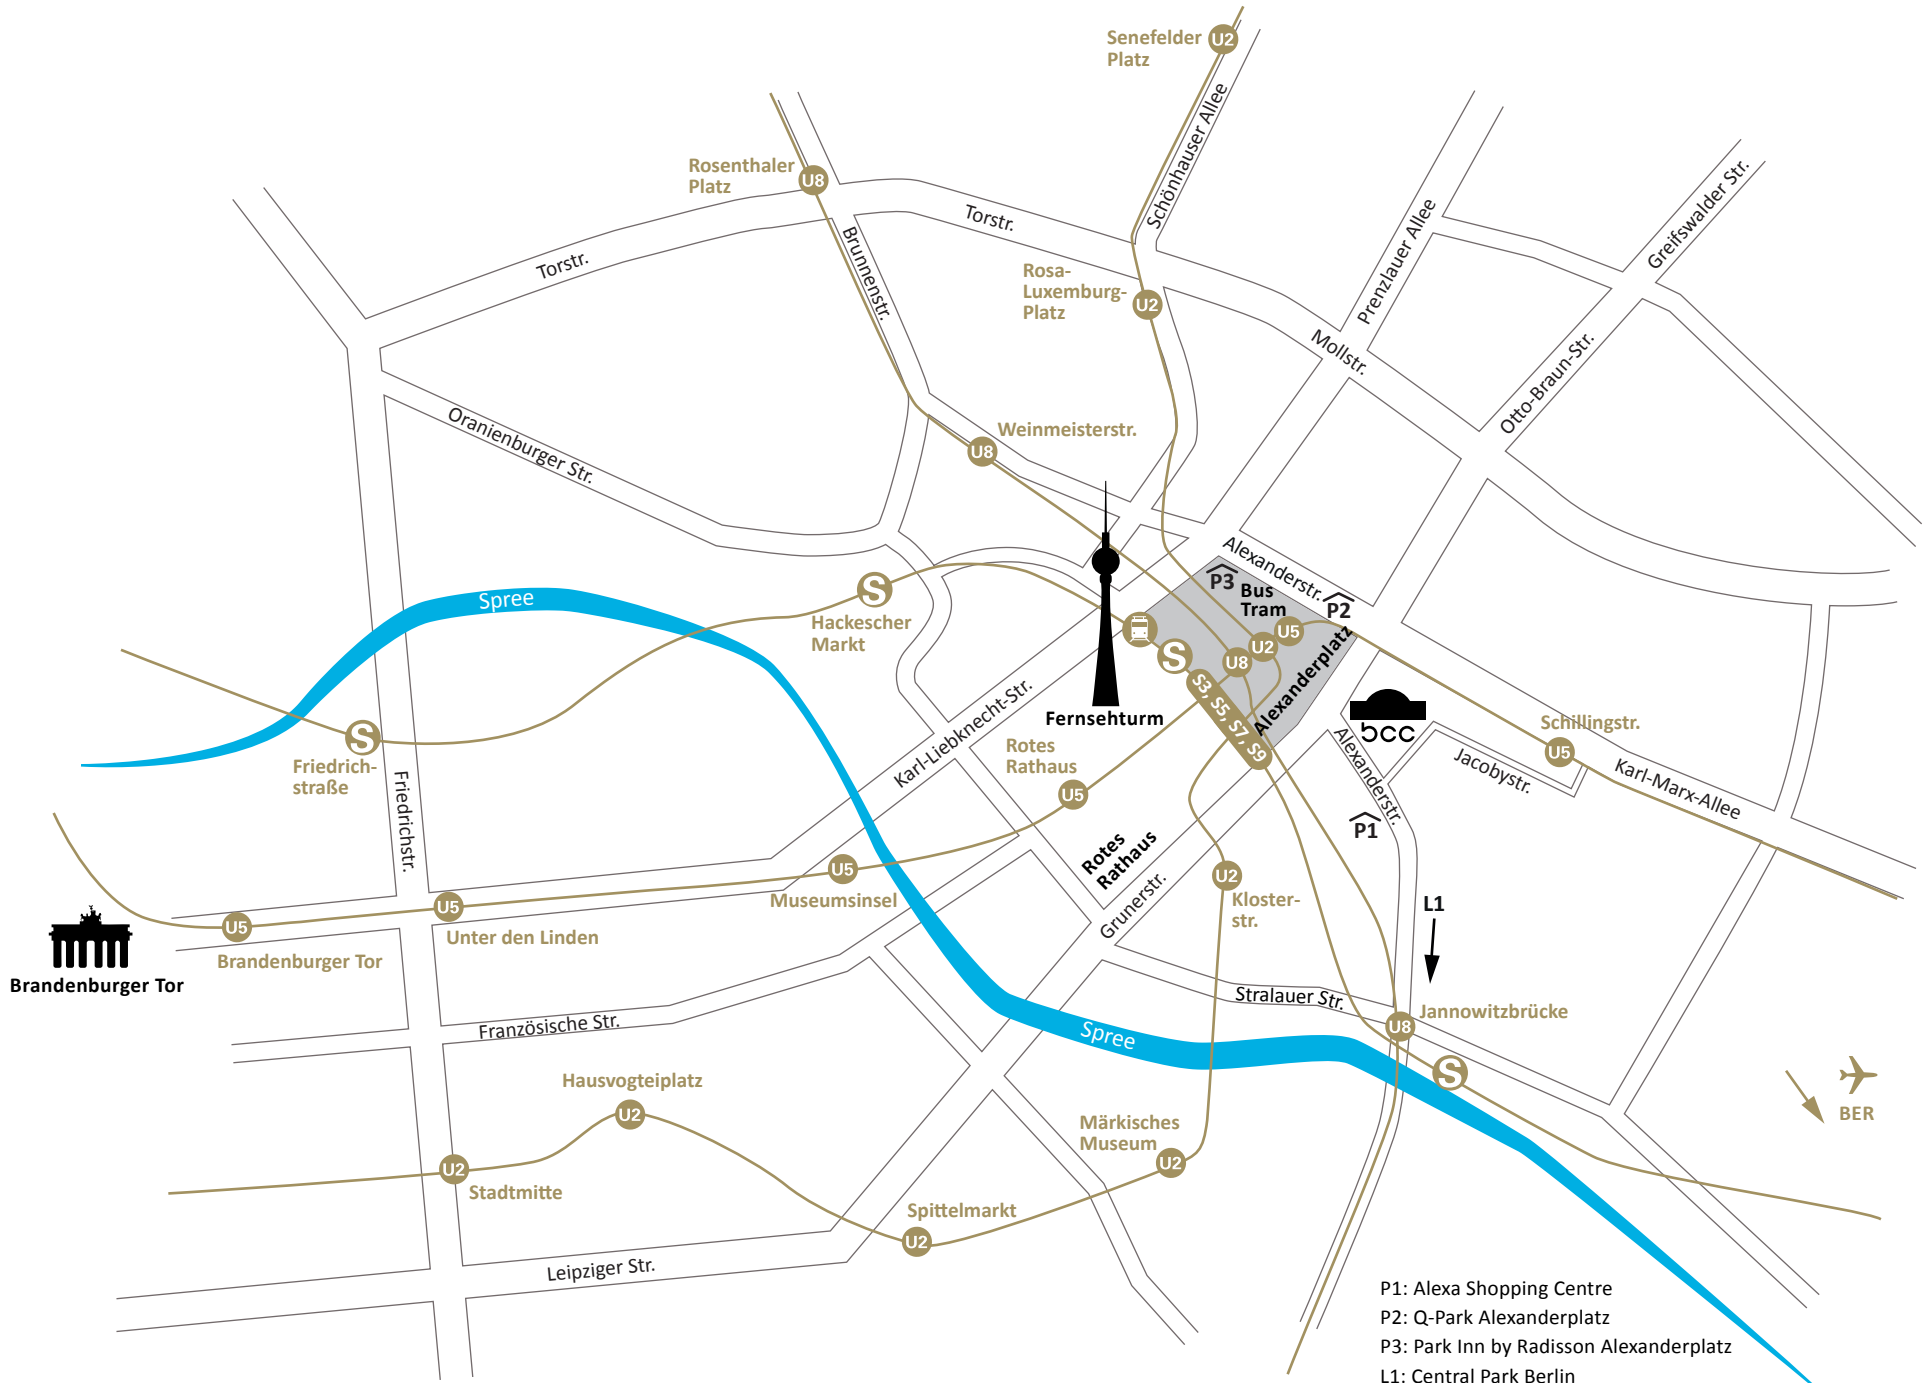 Senefelder
Platz
U2
Schönhauser Allee
Rosenthaler
Platz
U8
Torstr.
Torstr.
Brunnenstr.
Prenzlauer Allee
Greifswalder Str.
Rosa-
Luxemburg-
Platz
U2
Mollstr.
Otto-Braun-Str.
Oranienburger Str.
Weinmeisterstr.
U8
Alexanderstr.
P3
Bus
Tram
P2
Spree
S
Hackescher
Markt
U5
U2
U8
S
S3, S5, S7, S9
Alexanderplatz
Fernsehturm
bcc
Alexanderstr.
Schillingstr.
U5
Jacobystr.
Karl-Marx-Allee
S
Friedrich-
straße
Friedrichstr.
Karl-Liebknecht-Str.
Rotes
Rathaus
U5
P1
Rotes
Rathaus
Grunerstr.
U5
Museumsinsel
U2
Kloster-
str.
L1
U5
Unter den Linden
U5
Brandenburger Tor
Brandenburger Tor
Stralauer Str.
Jannowitzbrücke
U8
Französische Str.
Spree
S
BER
Hausvogteiplatz
U2
Märkisches
Museum
U2
U2
Stadtmitte
Spittelmarkt
U2
Leipziger Str.
P1: Alexa Shopping Centre
P2: Q-Park Alexanderplatz
P3: Park Inn by Radisson Alexanderplatz
L1: Central Park Berlin